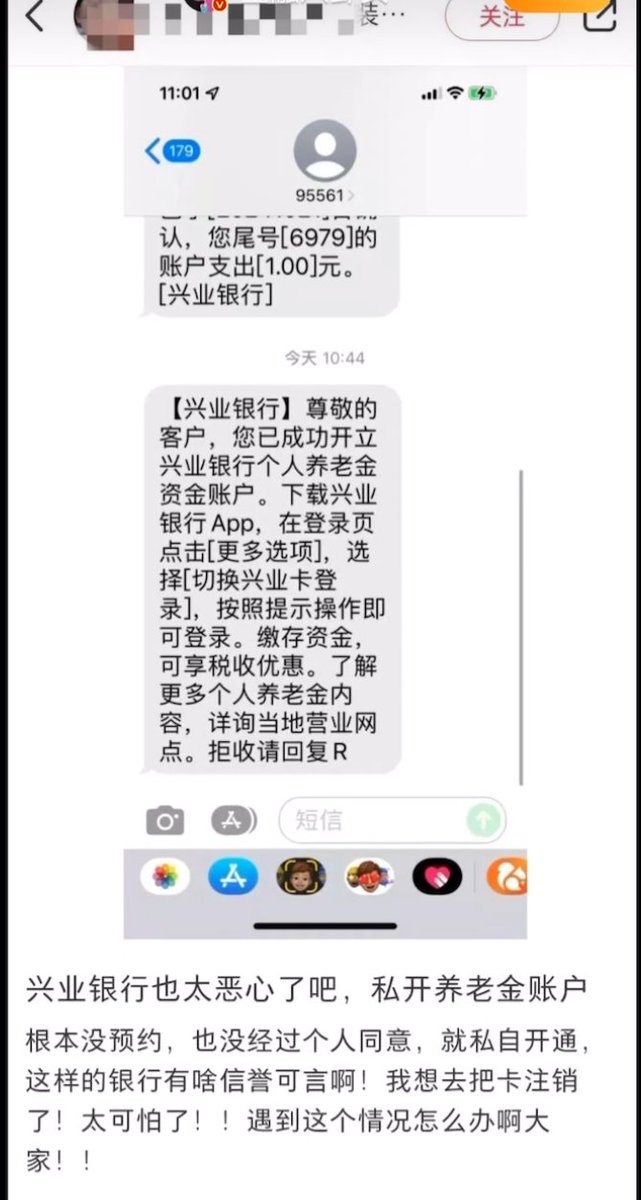 装…
关注
11:01
179
95561
认，您尾号[6979]的
账户支出[1.00]元。
[兴业银行]
今天 10:44
【兴业银行】尊敬的
客户，您已成功开立
兴业银行个人养老金
资金账户。下载兴业
银行App，在登录页
点击[更多选项]，选
择[切换兴业卡登
录]，按照提示操作即
可登录。缴存资金，
可享税收优惠。了解
更多个人养老金内
容，详询当地营业网
点。拒收请回复R
短信
兴业银行也太恶心了吧，私开养老金账户
根本没预约，也没经过个人同意，就私自开通，
这样的银行有啥信誉可言啊！我想去把卡注销
了！太可怕了！！遇到这个情况怎么办啊大
家！！